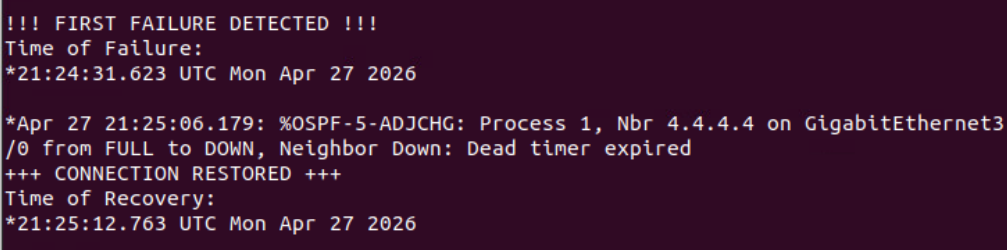 !!! FIRST FAILURE DETECTED !!!
Time of Failure:
*21:24:31.623 UTC Mon Apr 27 2026
*Apr 27 21:25:06.179: %OSPF-5-ADJCHG: Process 1, Nbr 4.4.4.4 on GigabitEthernet3
/0 from FULL to DOWN, Neighbor Down: Dead timer expired
+++ CONNECTION RESTORED +++
Time of Recovery:
*21:25:12.763 UTC Mon Apr 27 2026